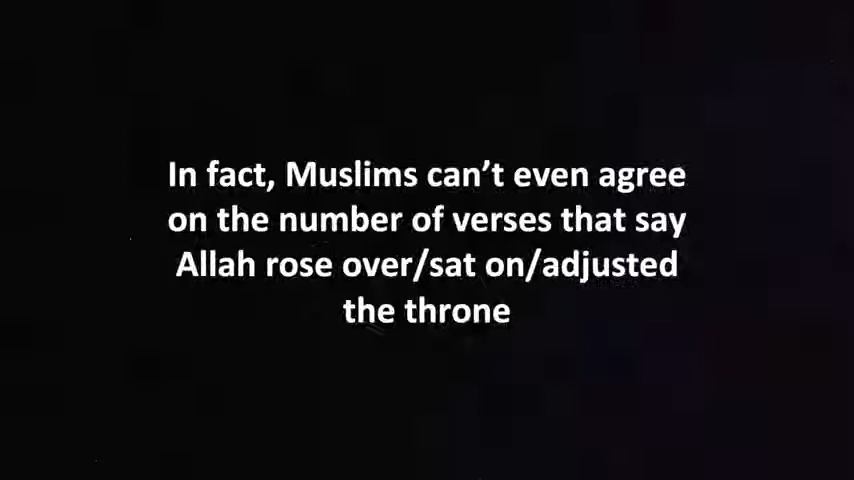 In fact, Muslims can’t even agree
on the number of verses that say
Allah rose over/sat on/adjusted
the throne